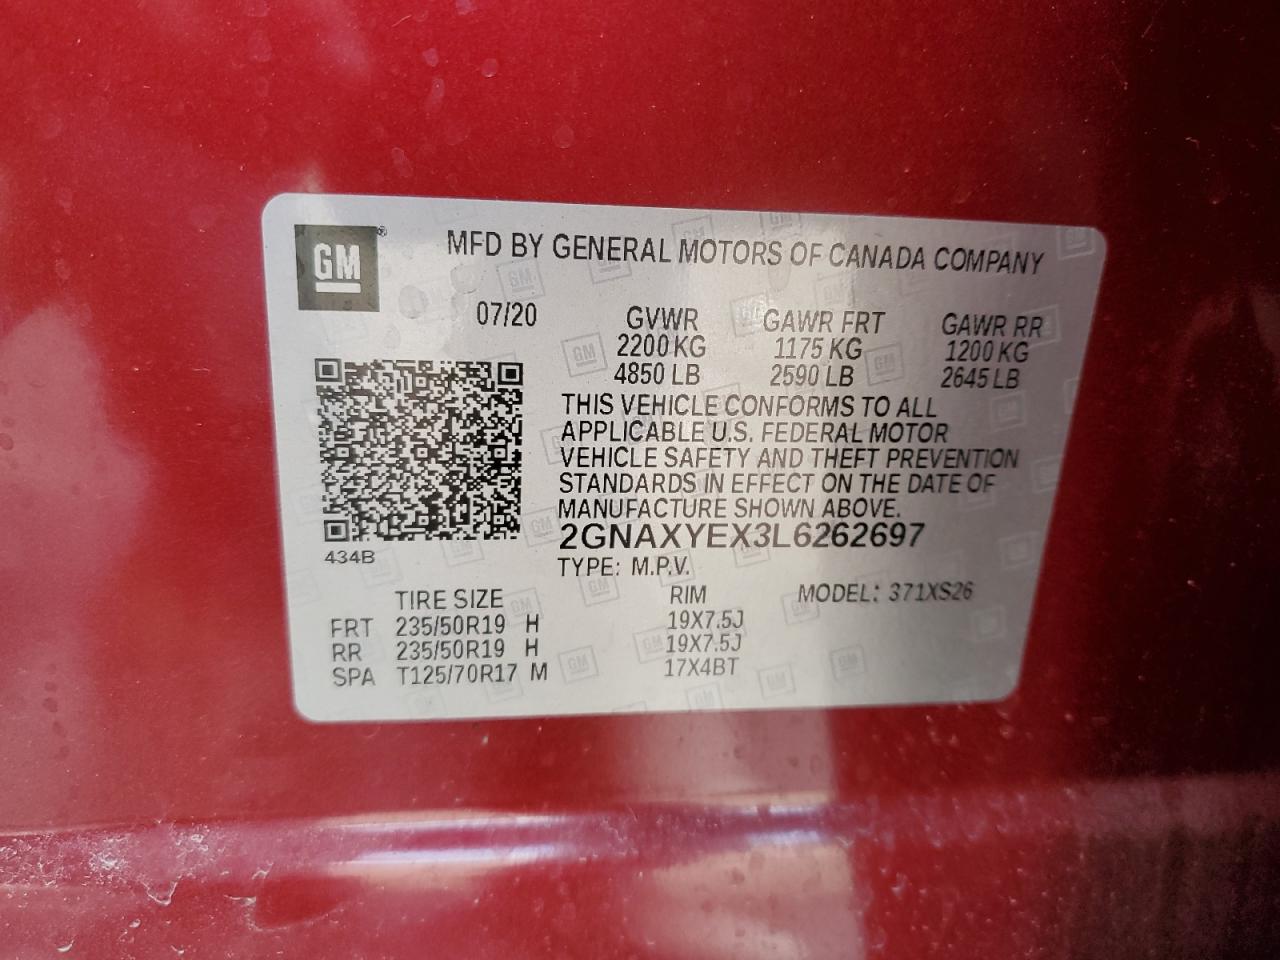 GM®
MFD BY GENERAL MOTORS OF CANADA COMPANY
07/20
GVWR GAWR FRT GAWR RR
2200 KG 1175 KG 1200 KG
4850 LB 2590 LB 2645 LB
THIS VEHICLE CONFORMS TO ALL
APPLICABLE U.S. FEDERAL MOTOR
VEHICLE SAFETY AND THEFT PREVENTION
STANDARDS IN EFFECT ON THE DATE OF
MANUFACTURE SHOWN ABOVE.
2GNAXYEX3L6262697
434B
TYPE: M.P.V.
TIRE SIZE RIM MODEL: 371XS26
FRT 235/50R19 H 19X7.5J
RR 235/50R19 H 19X7.5J
SPA T125/70R17 M 17X4BT